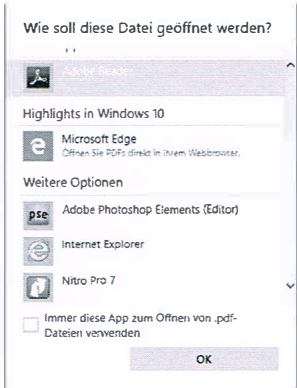 Wie soll diese Datei geöffnet werden?
Adobe Reader
Highlights in Windows 10
Microsoft Edge
Öffnen Sie PDFs direkt in Ihrem Webbrowser.
Weitere Optionen
pse
Adobe Photoshop Elements (Editor)
Internet Explorer
Nitro Pro 7
Immer diese App zum Öffnen von .pdf-
Dateien verwenden
OK